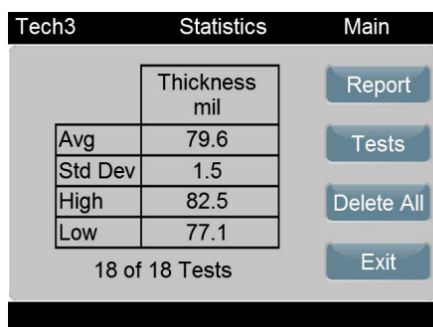 Tech3 Statistics Main
Thickness
mil
Avg 79.6
Std Dev 1.5
High 82.5
Low 77.1
18 of 18 Tests
Report
Tests
Delete All
Exit